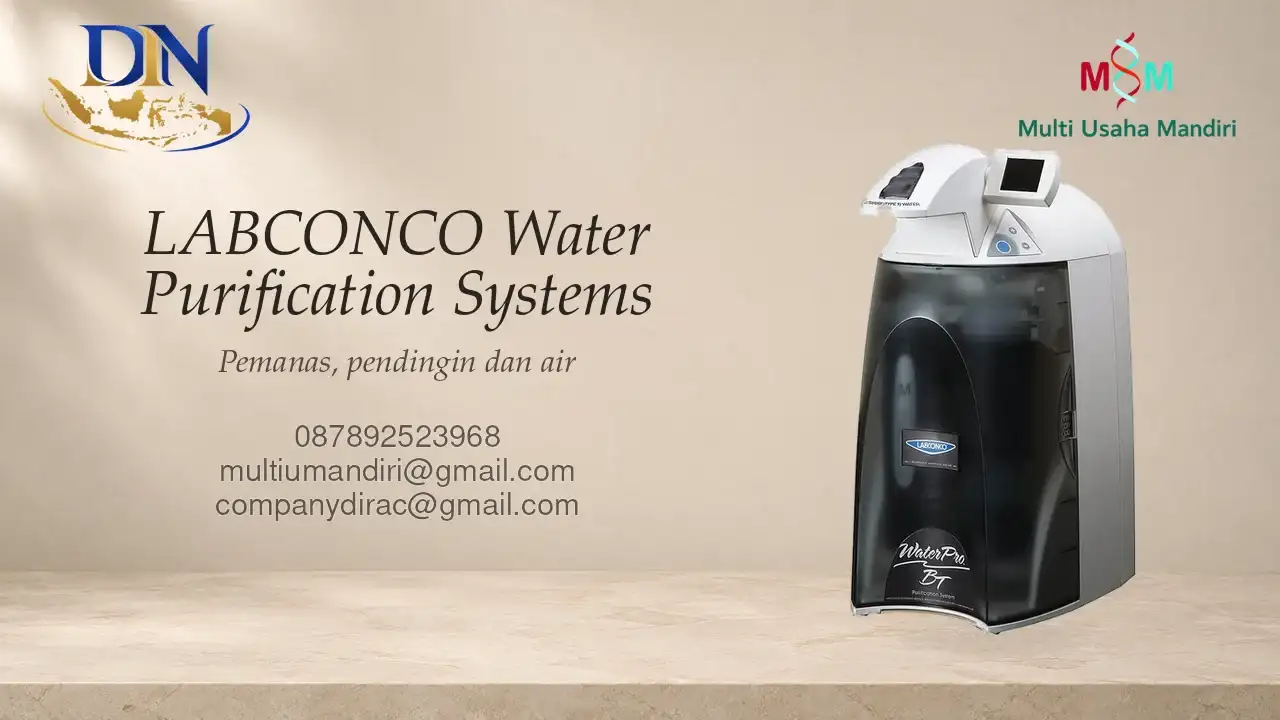 DN
MUM
Multi Usaha Mandiri
LABCONCO Water
Purification Systems
Pemanas, pendingin dan air
087892523968
multiumandiri@gmail.com
companydirac@gmail.com
LABCONCO
WaterPro
BT
Purification System